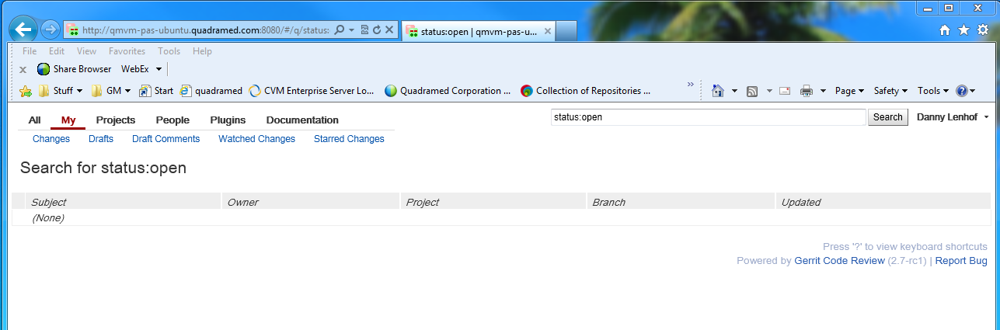 http://qmvm-pas-ubuntu.quadramed.com:8080/#/q/status:
status:open | qmvm-pas-u...
File Edit View Favorites Tools Help
x Share Browser WebEx
Stuff GM Start quadramed CVM Enterprise Server Lo... Quadramed Corporation ... Collection of Repositories ... » Page Safety Tools
All My Projects People Plugins Documentation status:open Search Danny Lenhof
Changes Drafts Draft Comments Watched Changes Starred Changes
Search for status:open
Subject Owner Project Branch Updated
(None)
Press '?' to view keyboard shortcuts
Powered by Gerrit Code Review (2.7-rc1) | Report Bug